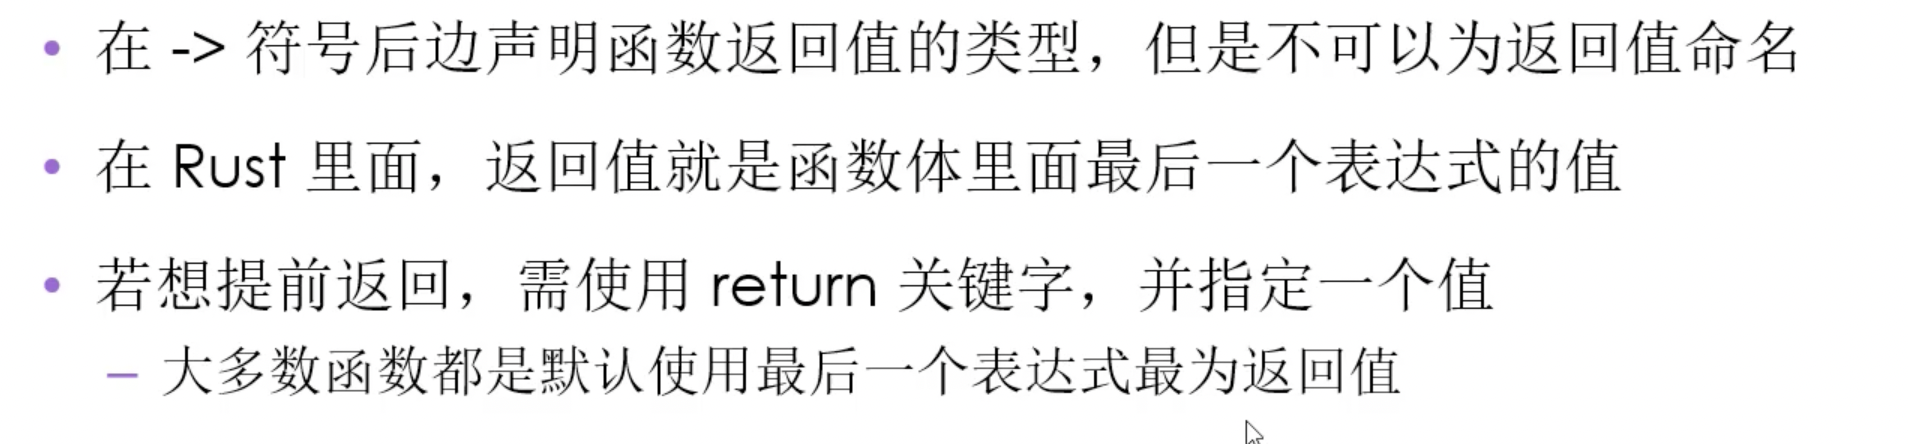 • 在 -> 符号后边声明函数返回值的类型，但是不可以为返回值命名
• 在 Rust 里面，返回值就是函数体里面最后一个表达式的值
• 若想提前返回，需使用 return 关键字，并指定一个值
– 大多数函数都是默认使用最后一个表达式最为返回值